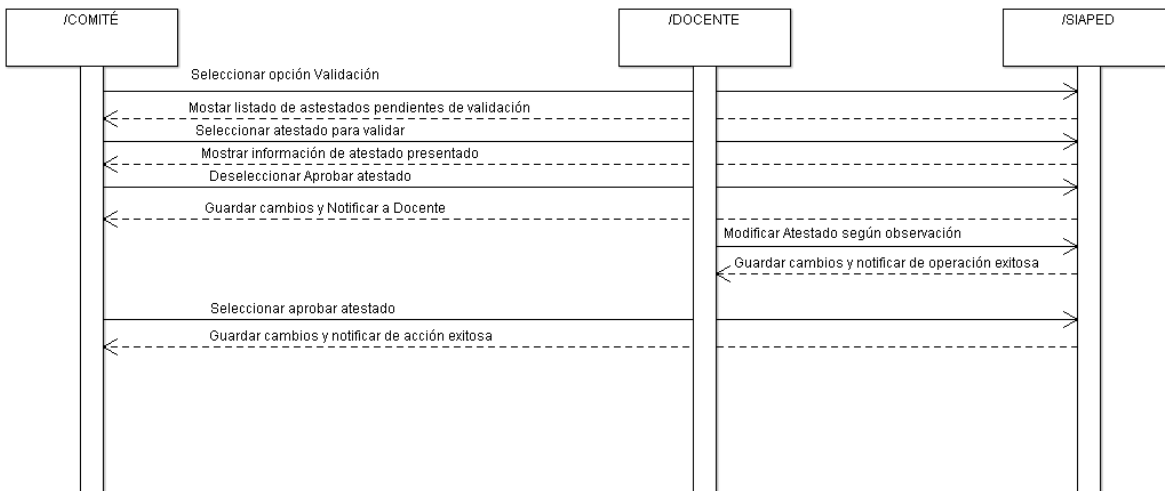 /COMITÉ
/DOCENTE
/SIAPED
Seleccionar opción Validación
Mostar listado de astestados pendientes de validación
Seleccionar atestado para validar
Mostrar información de atestado presentado
Deseleccionar Aprobar atestado
Guardar cambios y Notificar a Docente
Modificar Atestado según observación
Guardar cambios y notificar de operación exitosa
Seleccionar aprobar atestado
Guardar cambios y notificar de acción exitosa